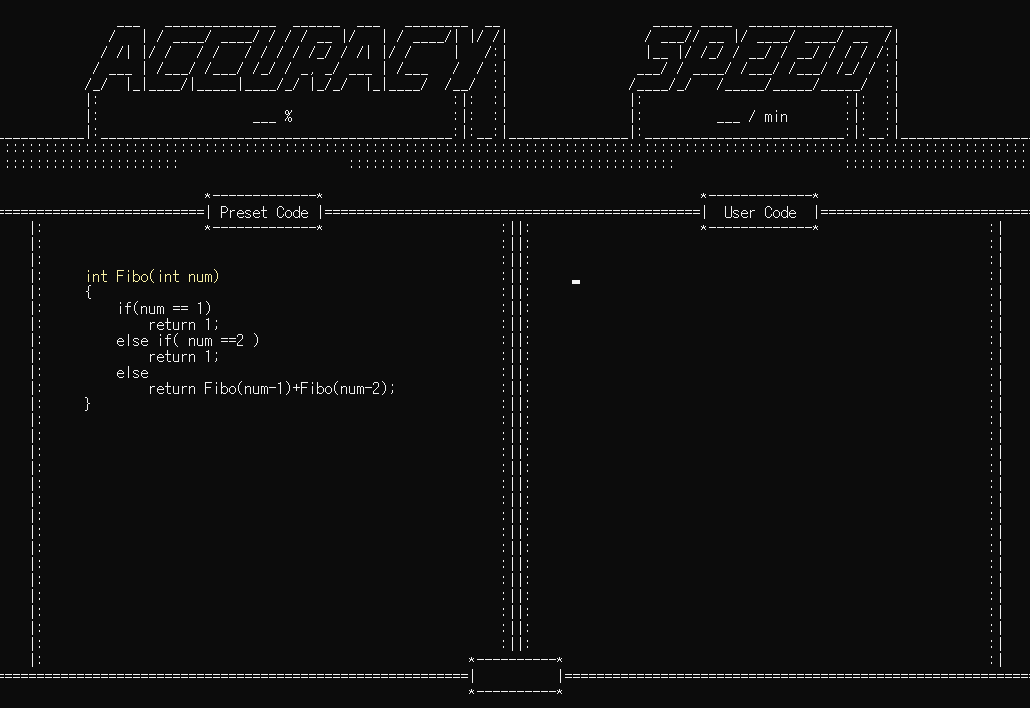 ACCURACY SPEED
___ % ___ / min
Preset Code User Code
int Fibo(int num)
{
    if(num == 1)
        return 1;
    else if( num ==2 )
        return 1;
    else
        return Fibo(num-1)+Fibo(num-2);
}